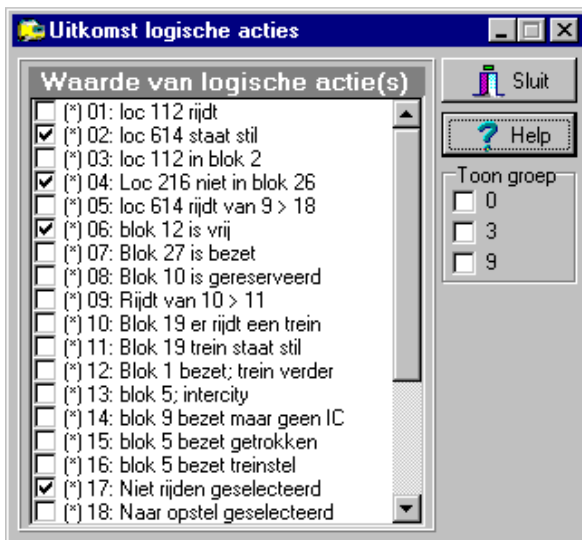 Uitkomst logische acties
Waarde van logische actie(s)
(*) 01: loc 112 rijdt
(*) 02: loc 614 staat stil
(*) 03: loc 112 in blok 2
(*) 04: Loc 216 niet in blok 26
(*) 05: loc 614 rijdt van 9 > 18
(*) 06: blok 12 is vrij
(*) 07: Blok 27 is bezet
(*) 08: Blok 10 is gereserveerd
(*) 09: Rijdt van 10 > 11
(*) 10: Blok 19 er rijdt een trein
(*) 11: Blok 19 trein staat stil
(*) 12: Blok 1 bezet; trein verder
(*) 13: blok 5; intercity
(*) 14: blok 9 bezet maar geen IC
(*) 15: blok 5 bezet getrokken
(*) 16: blok 5 bezet treinstel
(*) 17: Niet rijden geselecteerd
(*) 18: Naar opstel geselecteerd
Sluit
Help
Toon groep
0
3
9